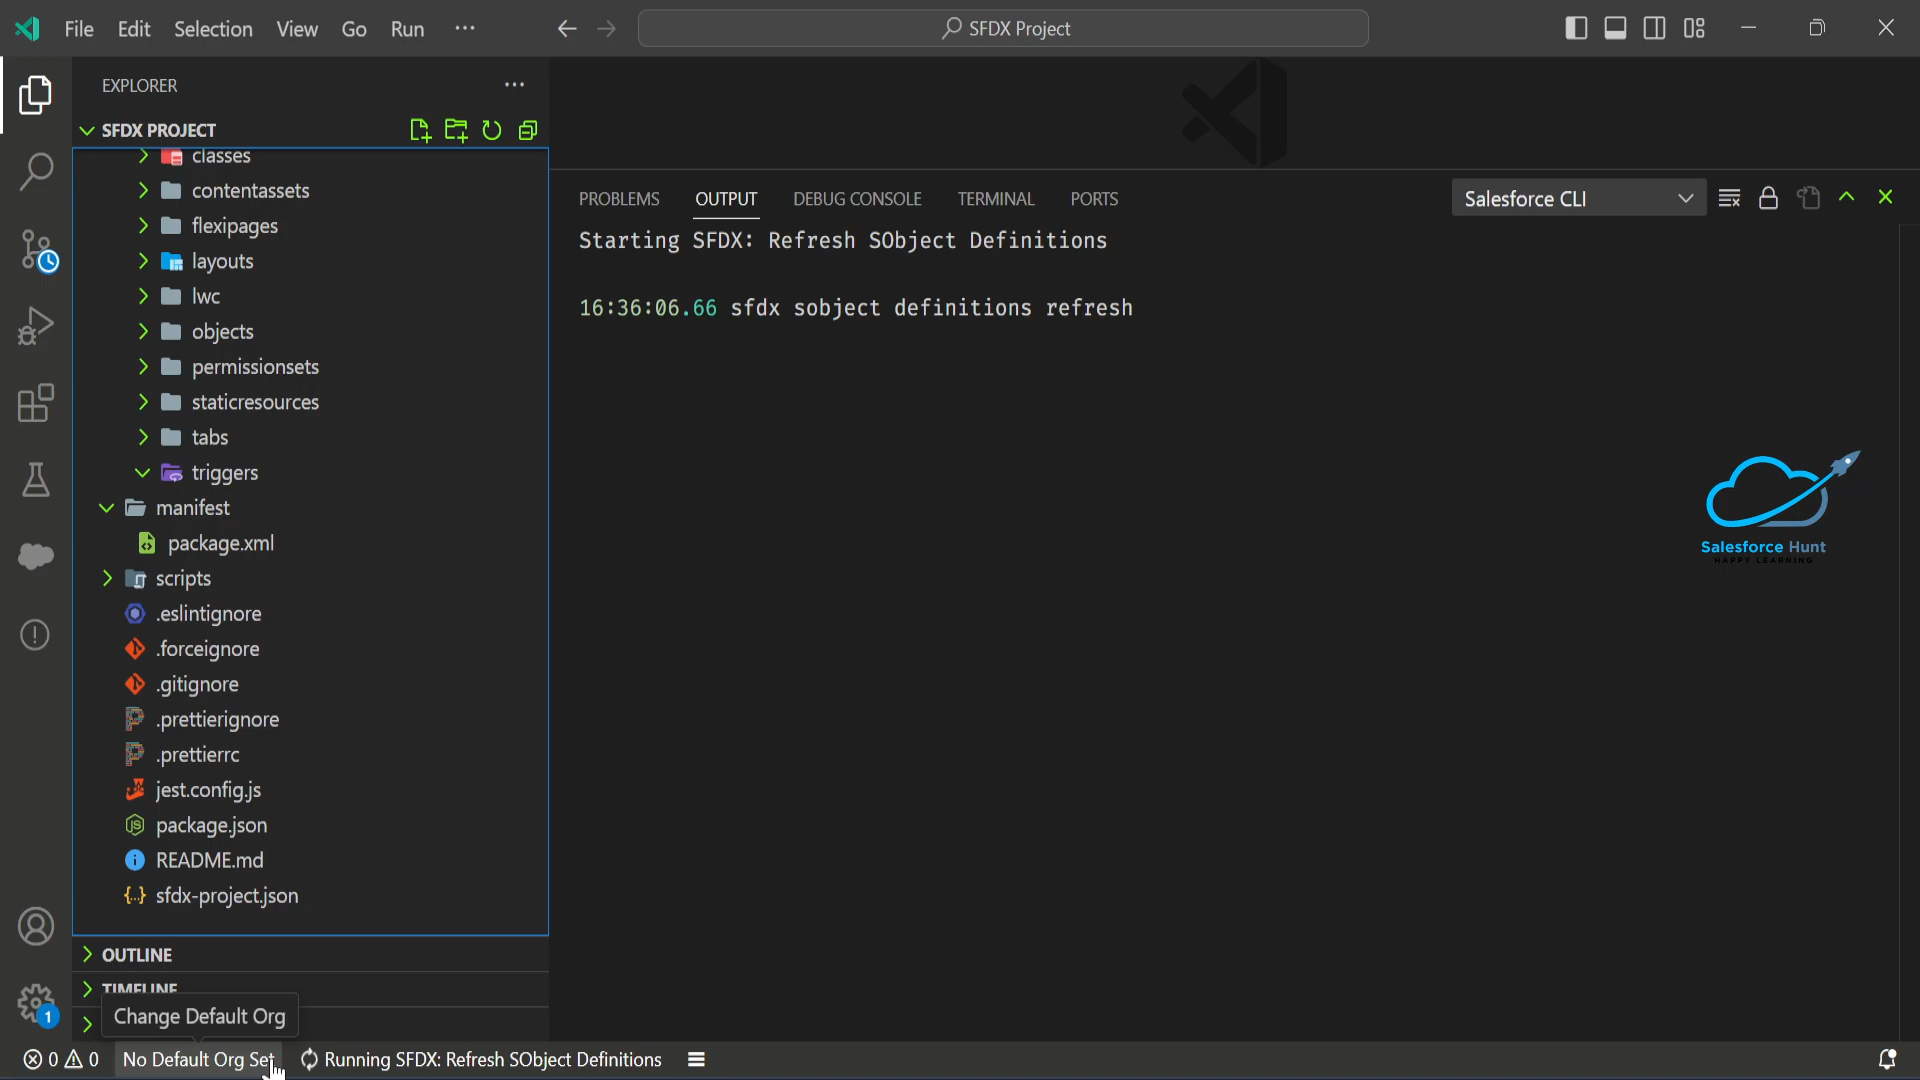 File Edit Selection View Go Run ···
SFDX Project
EXPLORER
SFDX PROJECT
classes
contentassets
flexipages
layouts
lwc
objects
permissionsets
staticresources
tabs
triggers
manifest
package.xml
scripts
.eslintignore
.forceignore
.gitignore
.prettierignore
.prettierrc
jest.config.js
package.json
README.md
sfdx-project.json
OUTLINE
TIMELINE
Change Default Org
PROBLEMS OUTPUT DEBUG CONSOLE TERMINAL PORTS
Salesforce CLI
Starting SFDX: Refresh SObject Definitions
16:36:06.66 sfdx sobject definitions refresh
Salesforce Hunt
HAPPY LEARNING
1
0 0 No Default Org Set Running SFDX: Refresh SObject Definitions